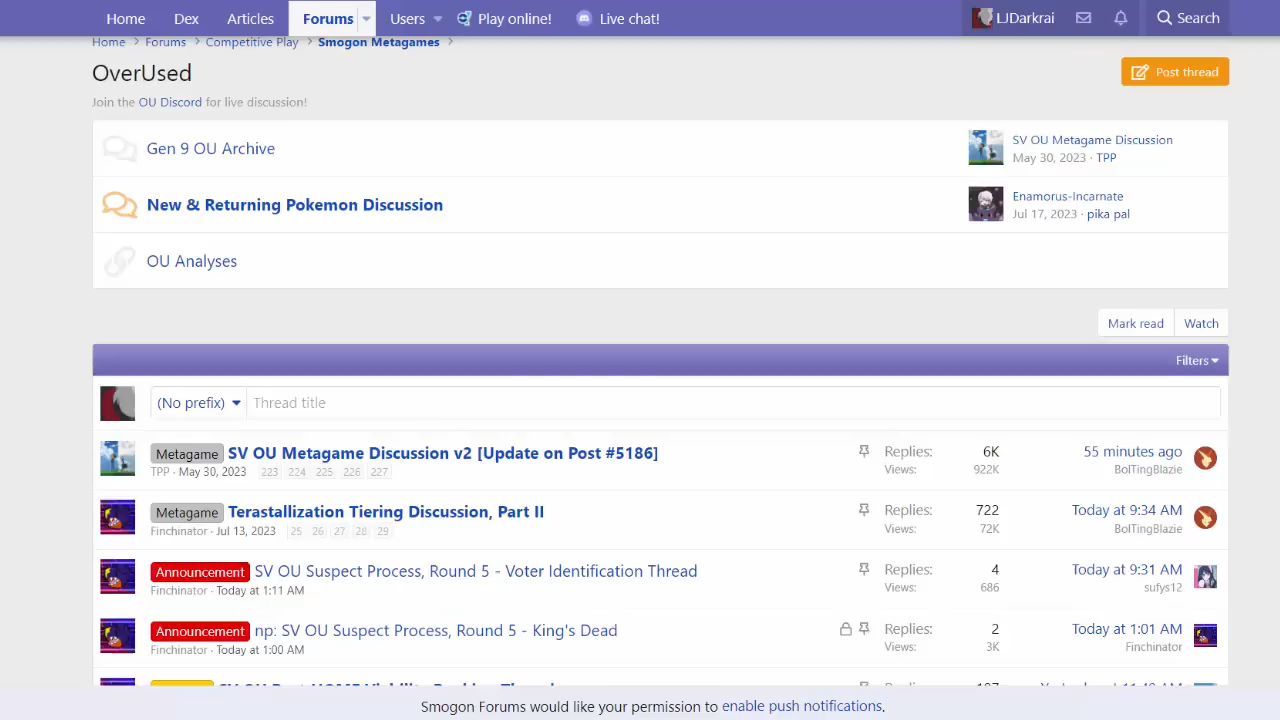 Home Dex Articles Forums Users Play online! Live chat! LJDarkrai Search
Home > Forums > Competitive Play > Smogon Metagames >
OverUsed
Post thread
Join the OU Discord for live discussion!
Gen 9 OU Archive
SV OU Metagame Discussion
May 30, 2023 · TPP
New & Returning Pokemon Discussion
Enamorus-Incarnate
Jul 17, 2023 · pika pal
OU Analyses
Mark read Watch
Filters
(No prefix) Thread title
Metagame SV OU Metagame Discussion v2 [Update on Post #5186] Replies: 6K 55 minutes ago
TPP · May 30, 2023 223 224 225 226 227 Views: 922K BolTingBlazie
Metagame Terastallization Tiering Discussion, Part II Replies: 722 Today at 9:34 AM
Finchinator · Jul 13, 2023 25 26 27 28 29 Views: 72K BolTingBlazie
Announcement SV OU Suspect Process, Round 5 - Voter Identification Thread Replies: 4 Today at 9:31 AM
Finchinator · Today at 1:11 AM Views: 686 sufys12
Announcement np: SV OU Suspect Process, Round 5 - King's Dead Replies: 2 Today at 1:01 AM
Finchinator · Today at 1:00 AM Views: 3K Finchinator
Smogon Forums would like your permission to enable push notifications.